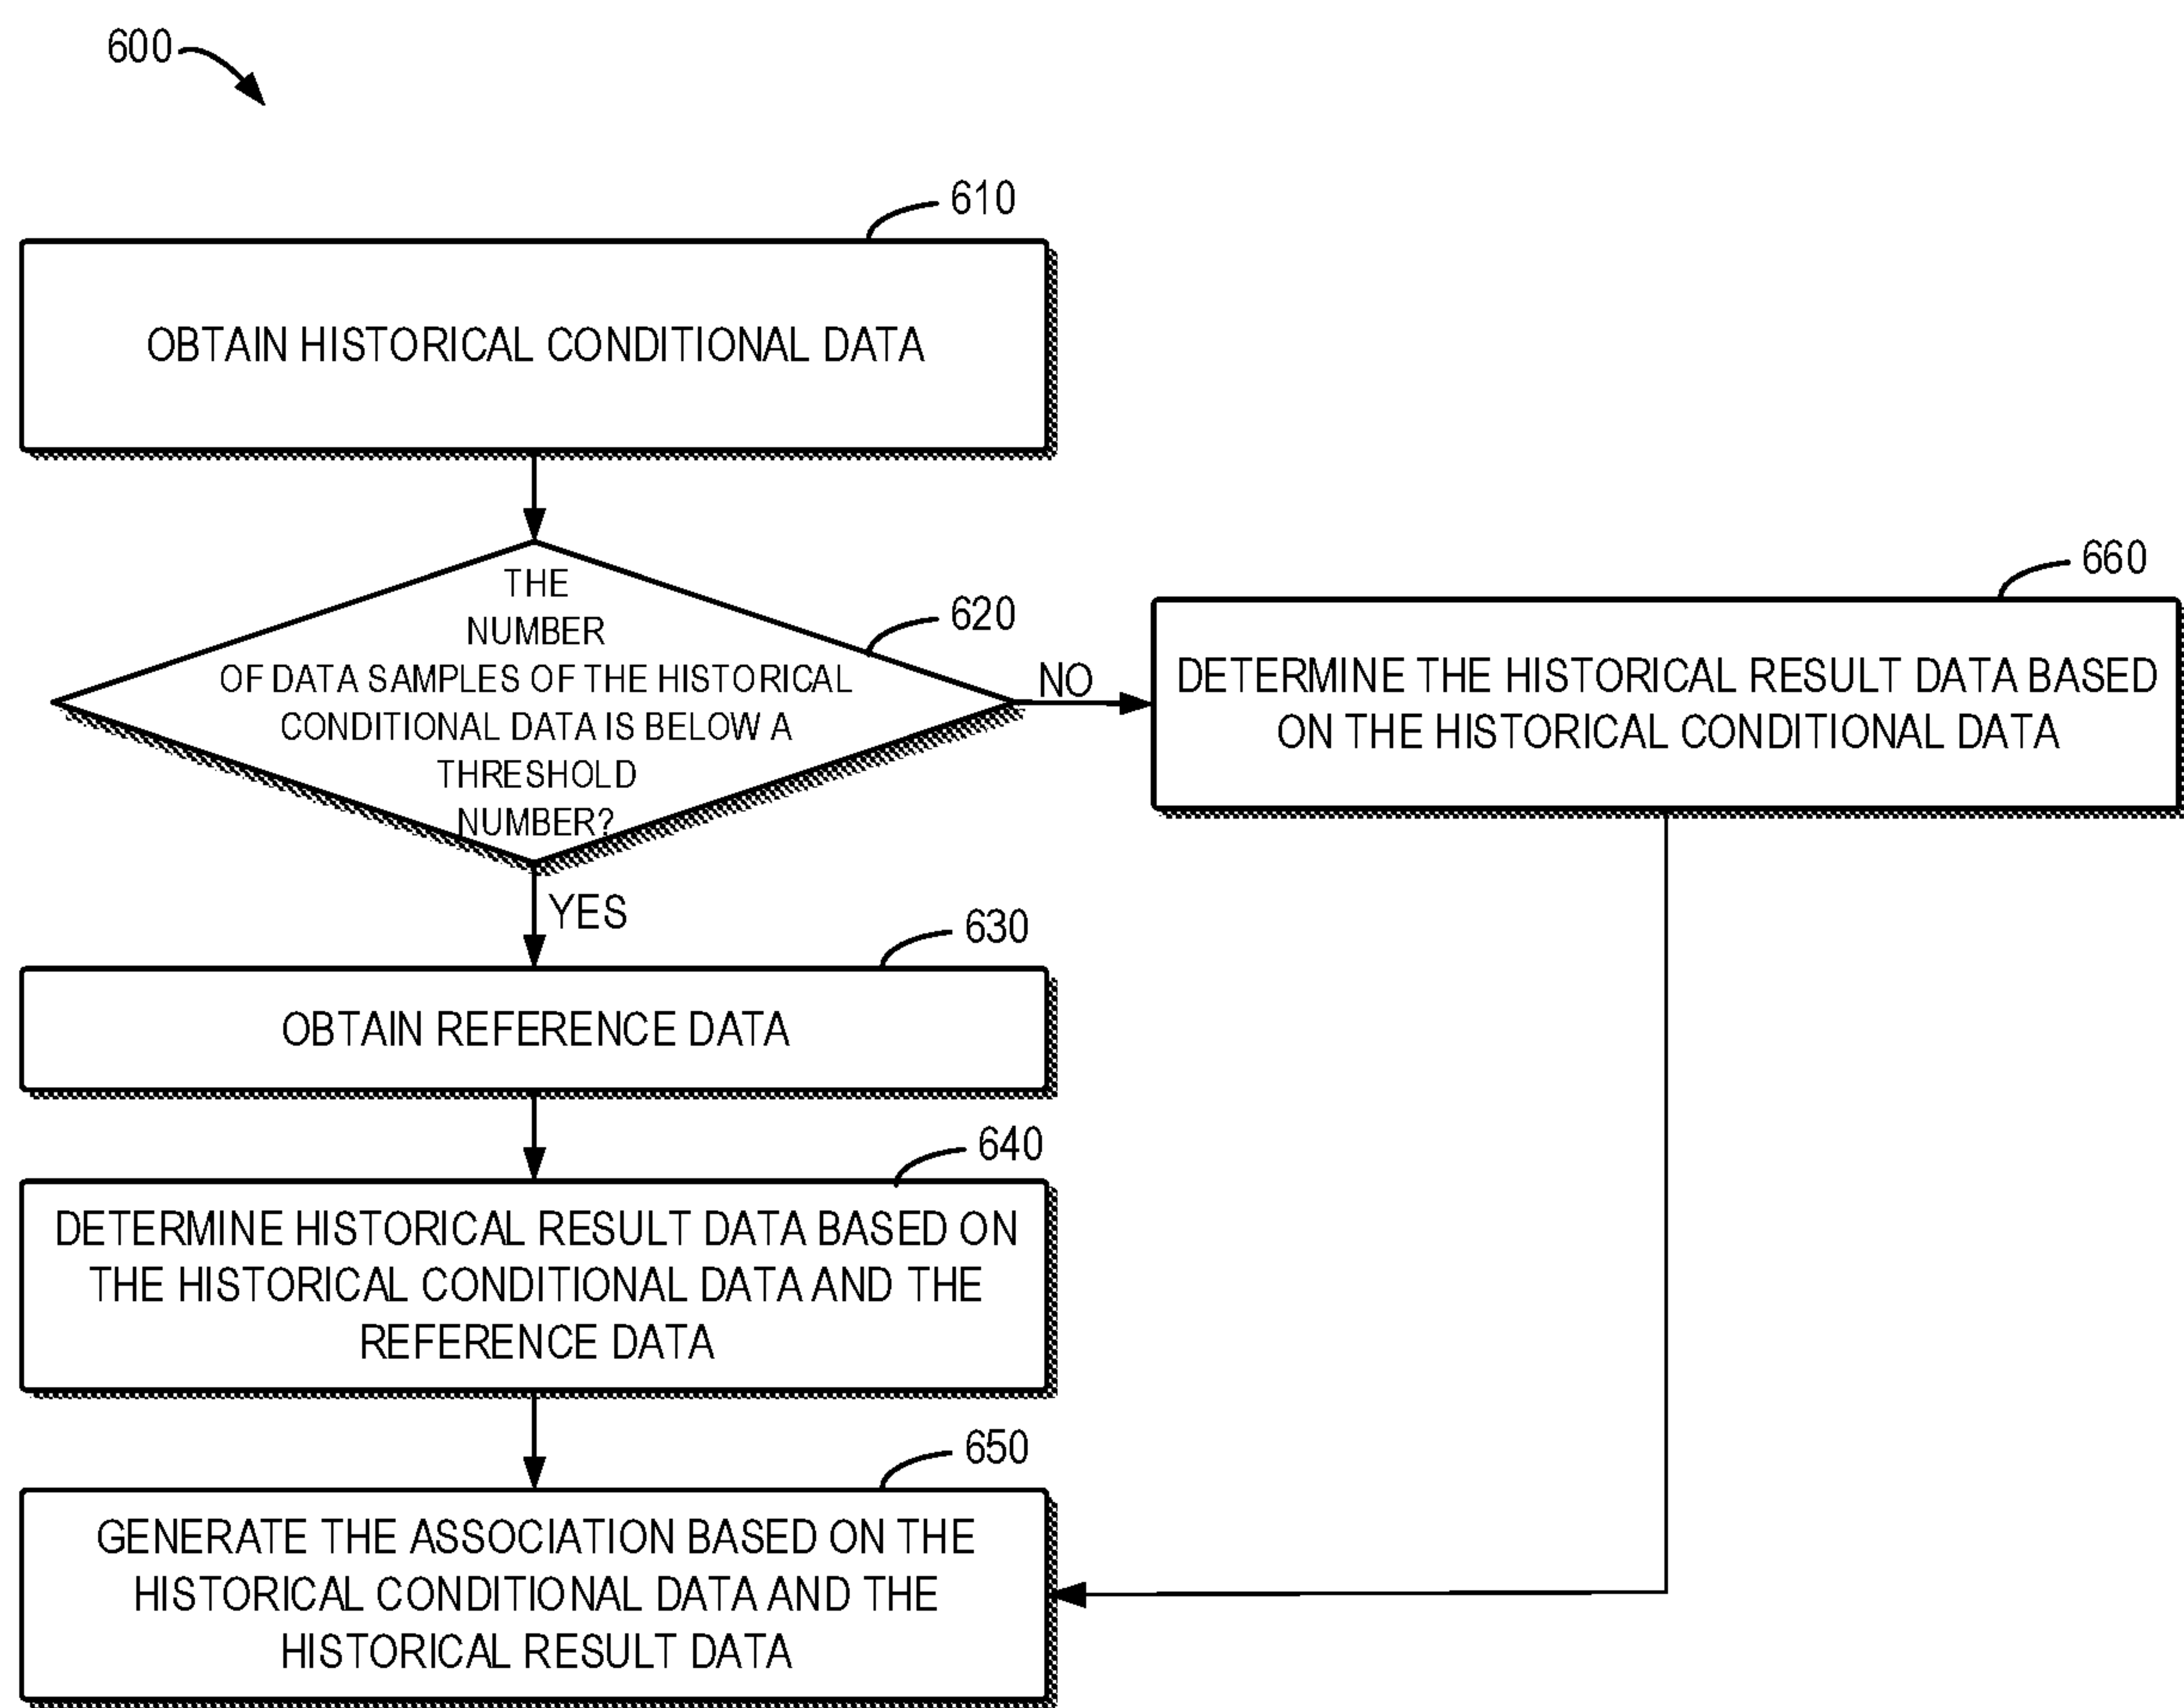 600
610
OBTAIN HISTORICAL CONDITIONAL DATA
THE
NUMBER
OF DATA SAMPLES OF THE HISTORICAL
CONDITIONAL DATA IS BELOW A
THRESHOLD
NUMBER?
620
NO
660
DETERMINE THE HISTORICAL RESULT DATA BASED
ON THE HISTORICAL CONDITIONAL DATA
YES
630
OBTAIN REFERENCE DATA
640
DETERMINE HISTORICAL RESULT DATA BASED ON
THE HISTORICAL CONDITIONAL DATA AND THE
REFERENCE DATA
650
GENERATE THE ASSOCIATION BASED ON THE
HISTORICAL CONDITIONAL DATA AND THE
HISTORICAL RESULT DATA